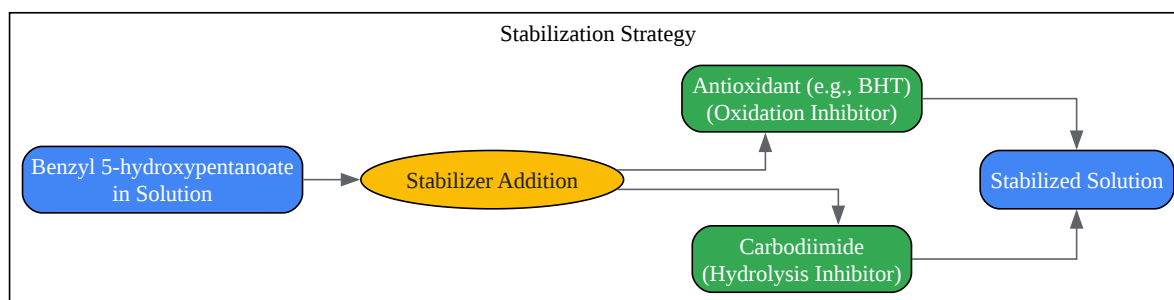 Stabilization Strategy
Benzyl 5-hydroxypentanoate
in Solution
Stabilizer Addition
Antioxidant (e.g., BHT)
(Oxidation Inhibitor)
Carbodiimide
(Hydrolysis Inhibitor)
Stabilized Solution